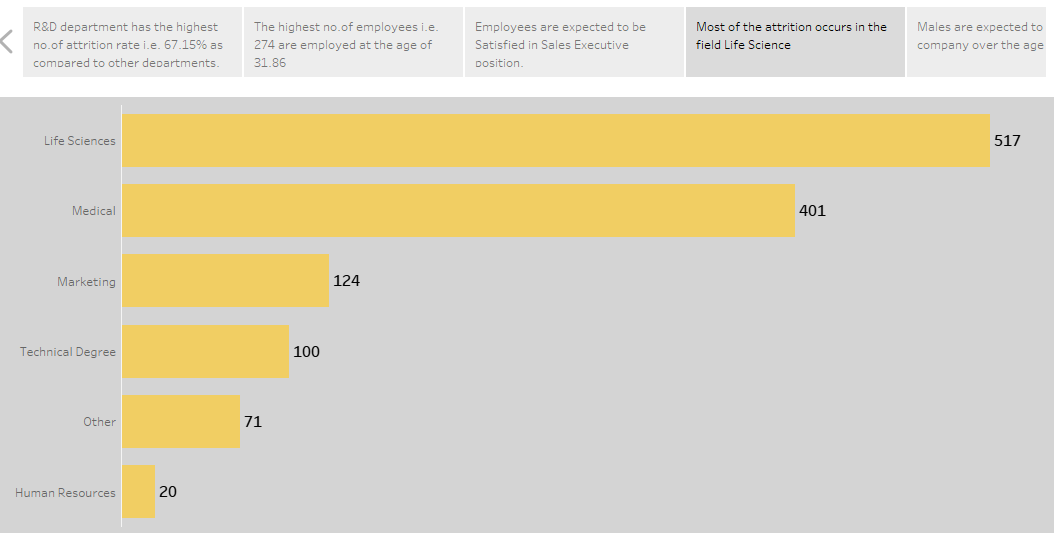 R&D department has the highest
no.of attrition rate i.e. 67.15% as
compared to other departments.
The highest no.of employees i.e.
274 are employed at the age of
31.86
Employees are expected to be
Satisfied in Sales Executive
position.
Most of the attrition occurs in the
field Life Science
Males are expected to
company over the age
Life Sciences 517
Medical 401
Marketing 124
Technical Degree 100
Other 71
Human Resources 20